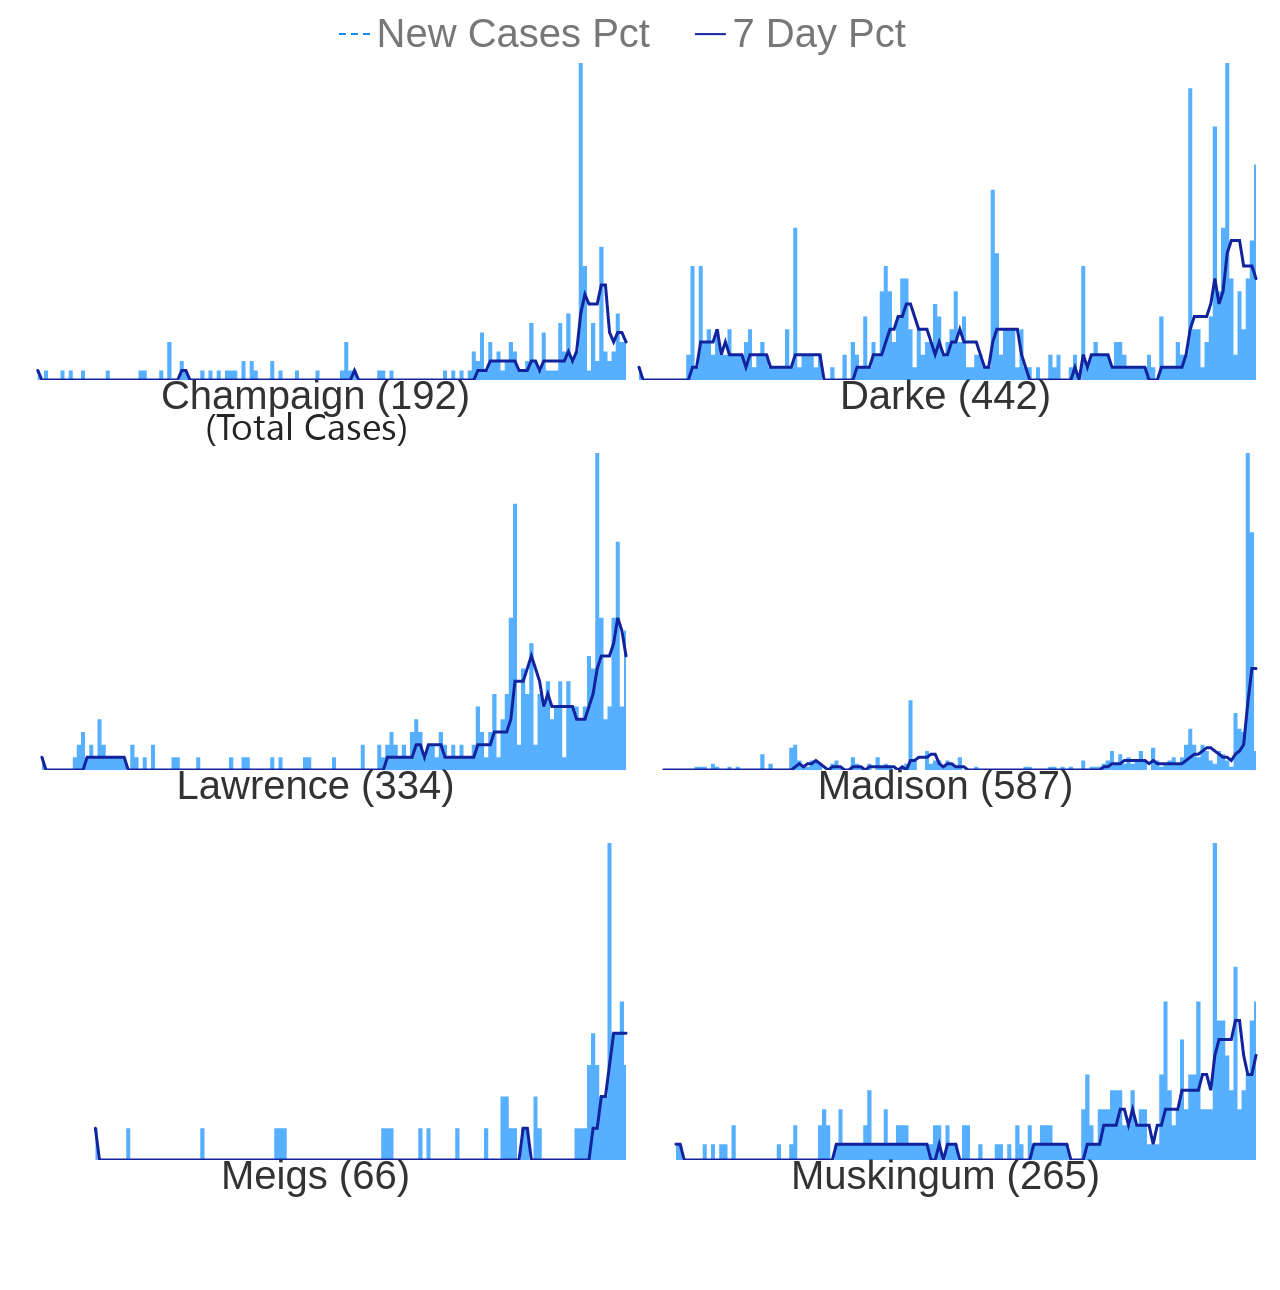 New Cases Pct 7 Day Pct
Champaign (192) Darke (442)
(Total Cases)
Lawrence (334) Madison (587)
Meigs (66) Muskingum (265)